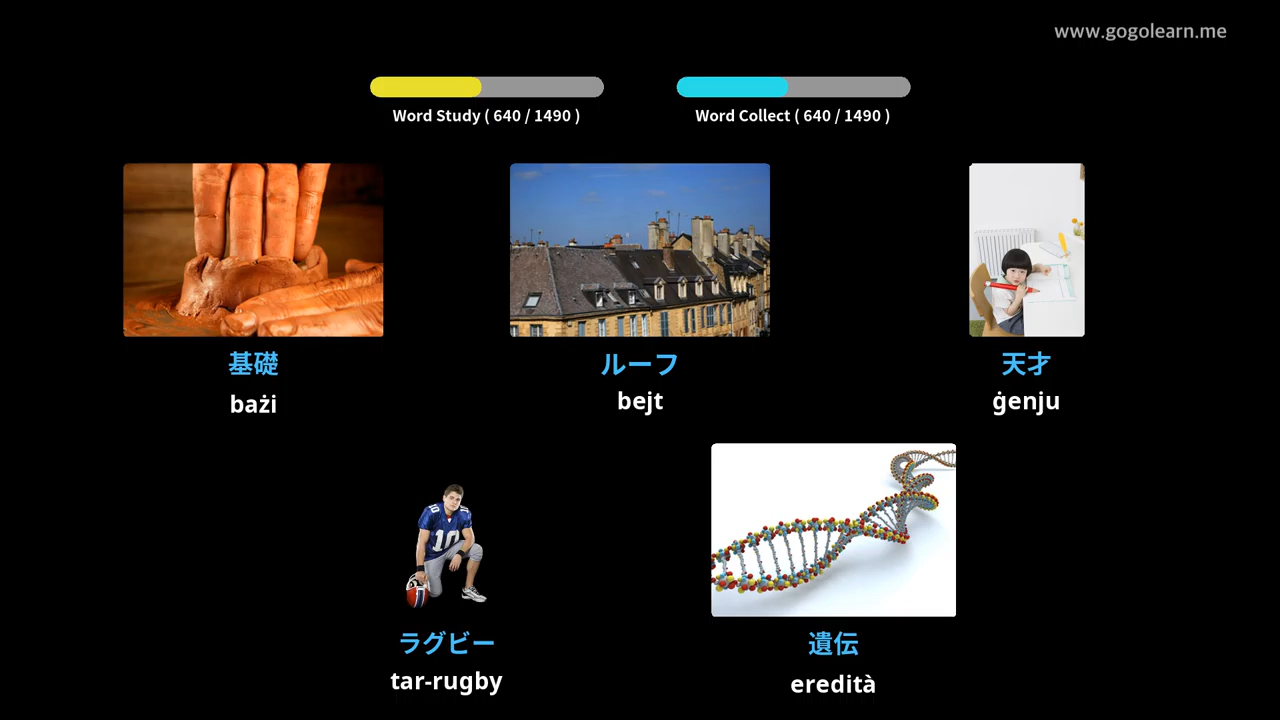 www.gogolearn.me
Word Study ( 640 / 1490 )
Word Collect ( 640 / 1490 )
基礎
bażi
ルーフ
bejt
天才
ġenju
ラグビー
tar-rugby
遺伝
eredità